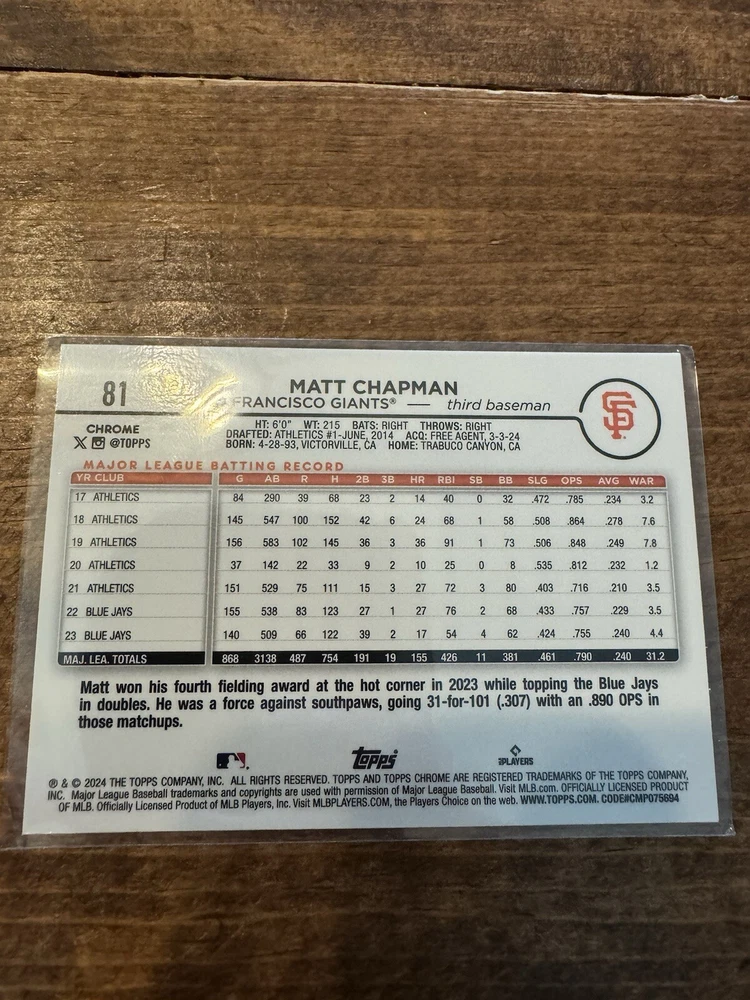 81
MATT CHAPMAN
FRANCISCO GIANTS® — third baseman
SF
CHROME
X @TOPPS
HT: 6'0" WT: 215 BATS: RIGHT THROWS: RIGHT
DRAFTED: ATHLETICS #1-JUNE, 2014 ACQ: FREE AGENT, 3-3-24
BORN: 4-28-93, VICTORVILLE, CA HOME: TRABUCO CANYON, CA
MAJOR LEAGUE BATTING RECORD
YR CLUB G AB R H 2B 3B HR RBI SB BB SLG OPS AVG WAR
17 ATHLETICS 84 290 39 68 23 2 14 40 0 32 .472 .785 .234 3.2
18 ATHLETICS 145 547 100 152 42 6 24 68 1 58 .508 .864 .278 7.6
19 ATHLETICS 156 583 102 145 36 3 36 91 1 73 .506 .848 .249 7.8
20 ATHLETICS 37 142 22 33 9 2 10 25 0 8 .535 .812 .232 1.2
21 ATHLETICS 151 529 75 111 15 3 27 72 3 80 .403 .716 .210 3.5
22 BLUE JAYS 155 538 83 123 27 1 27 76 2 68 .433 .757 .229 3.5
23 BLUE JAYS 140 509 66 122 39 2 17 54 4 62 .424 .755 .240 4.4
MAJ. LEA. TOTALS 868 3138 487 754 191 19 155 426 11 381 .461 .790 .240 31.2
Matt won his fourth fielding award at the hot corner in 2023 while topping the Blue Jays
in doubles. He was a force against southpaws, going 31-for-101 (.307) with an .890 OPS in
those matchups.
topps
PLAYERS
® & © 2024 THE TOPPS COMPANY, INC. ALL RIGHTS RESERVED. TOPPS AND TOPPS CHROME ARE REGISTERED TRADEMARKS OF THE TOPPS COMPANY,
INC. Major League Baseball trademarks and copyrights are used with permission of Major League Baseball. Visit MLB.com. OFFICIALLY LICENSED PRODUCT
OF MLB. Officially Licensed Product of MLB Players, Inc. Visit MLBPLAYERS.COM, the Players Choice on the web. WWW.TOPPS.COM. CODE#CMP075694